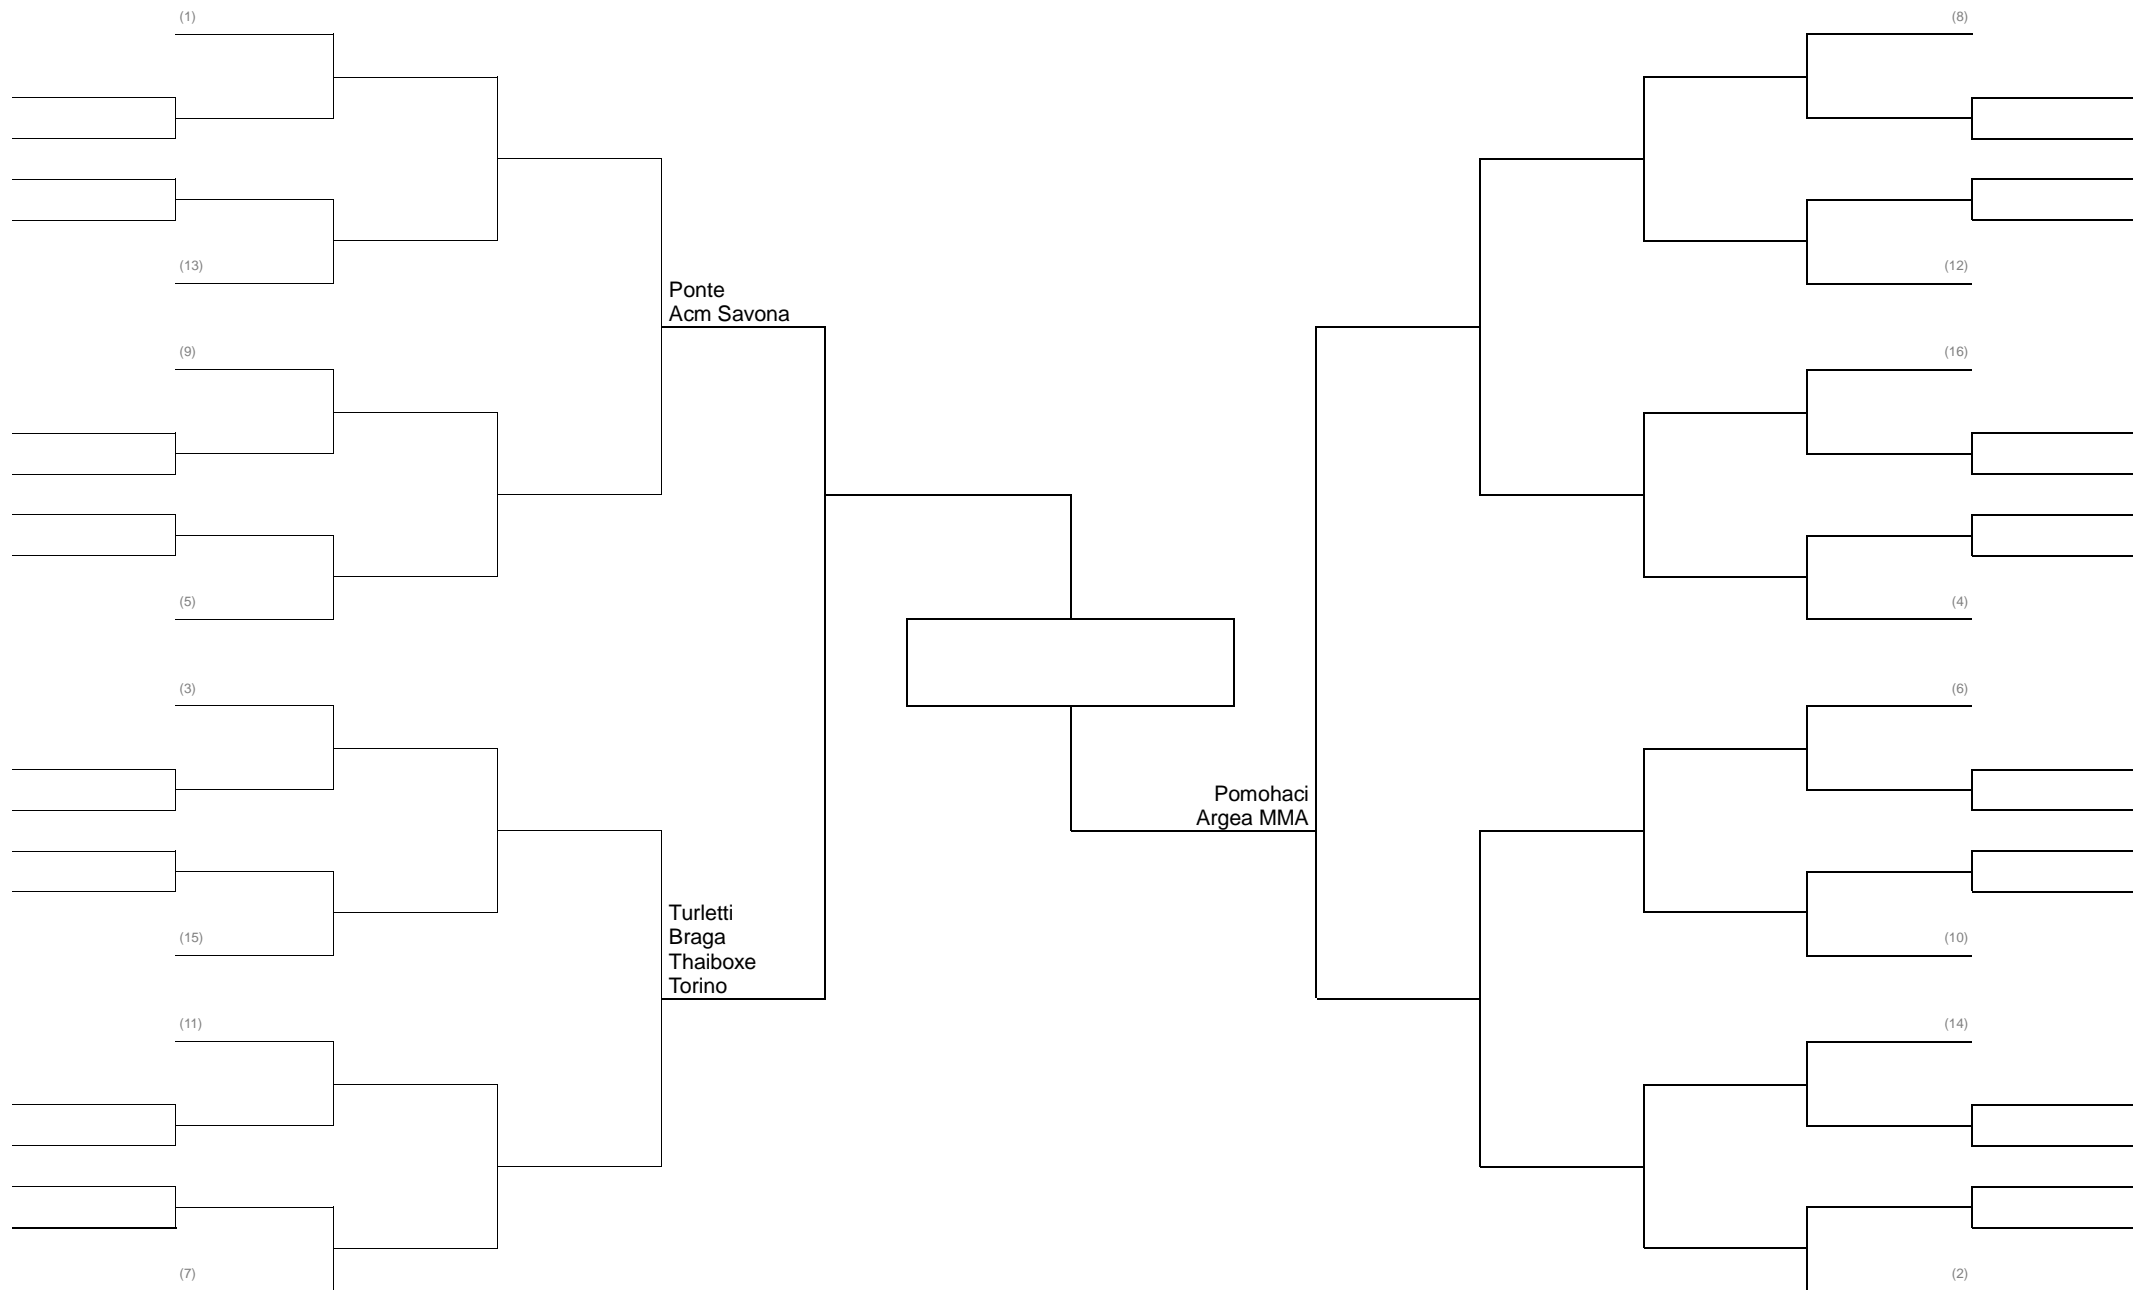 (1)
(8)
(13)
(12)
Ponte
Acm Savona
(9)
(16)
(5)
(4)
(3)
(6)
Pomohaci
Argea MMA
Turletti
Braga
Thaiboxe
Torino
(15)
(10)
(11)
(14)
(7)
(2)